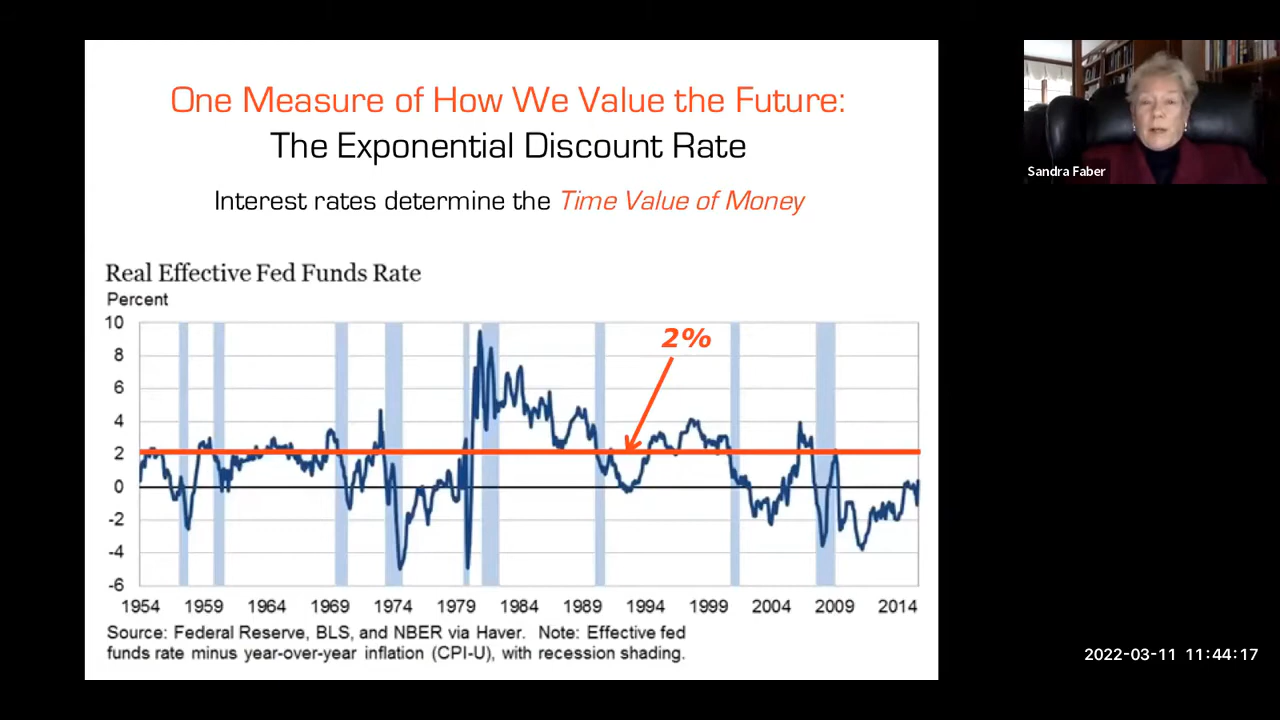 One Measure of How We Value the Future:
The Exponential Discount Rate
Interest rates determine the Time Value of Money
Real Effective Fed Funds Rate
Percent
10
8
6
4
2
0
-2
-4
-6
2%
1954 1959 1964 1969 1974 1979 1984 1989 1994 1999 2004 2009 2014
Source: Federal Reserve, BLS, and NBER via Haver. Note: Effective fed
funds rate minus year-over-year inflation (CPI-U), with recession shading.
Sandra Faber
2022-03-11 11:44:17